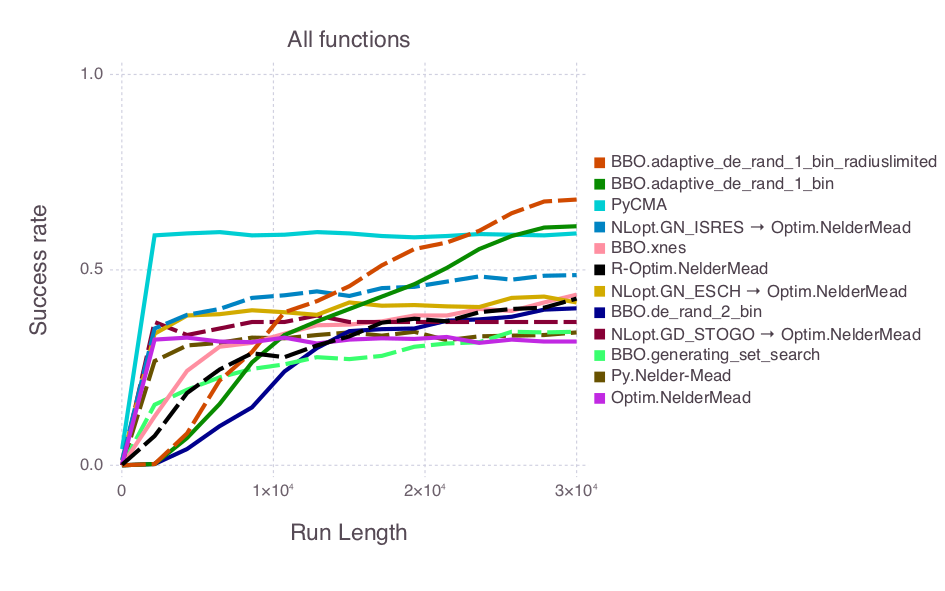 All functions
Success rate
1.0
0.5
0.0
0
1×10⁴
2×10⁴
3×10⁴
Run Length
BBO.adaptive_de_rand_1_bin_radiuslimited
BBO.adaptive_de_rand_1_bin
PyCMA
NLopt.GN_ISRES → Optim.NelderMead
BBO.xnes
R-Optim.NelderMead
NLopt.GN_ESCH → Optim.NelderMead
BBO.de_rand_2_bin
NLopt.GD_STOGO → Optim.NelderMead
BBO.generating_set_search
Py.Nelder-Mead
Optim.NelderMead